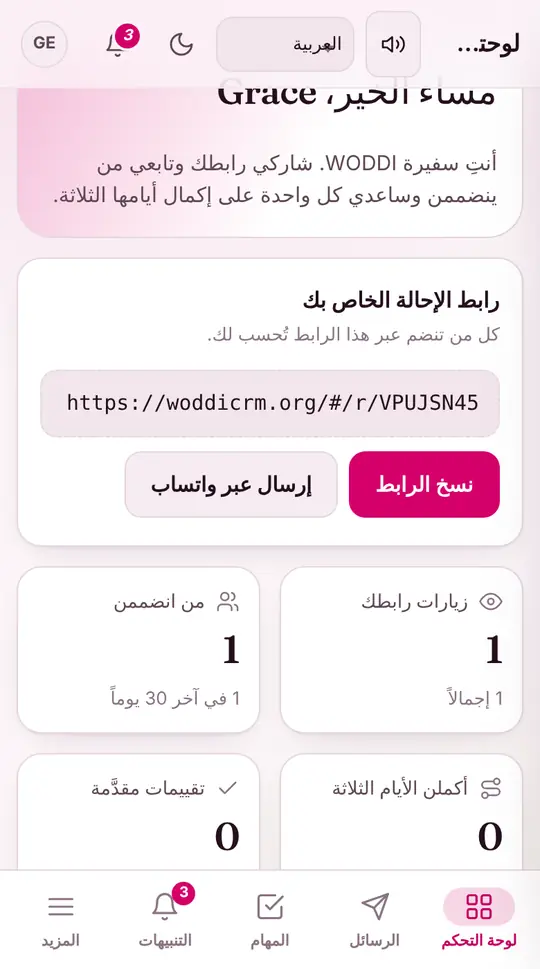 لوحتـ...
العربية
3
GE
مساء الخير، Grace
أنتِ سفيرة WODDI. شاركي رابطك وتابعي من
ينضممن وساعدي كل واحدة على إكمال أيامها الثلاثة.
رابط الإحالة الخاص بك
كل من تنضم عبر هذا الرابط تُحسب لك.
https://woddicrm.org/#/r/VPUJSN45
نسخ الرابط
إرسال عبر واتساب
زيارات رابطك
1
1 إجمالاً
من انضممن
1
1 في آخر 30 يوماً
أكملن الأيام الثلاثة
0
تقييمات مقدَّمة
0
لوحة التحكم
الرسائل
المهام
3
التنبيهات
المزيد